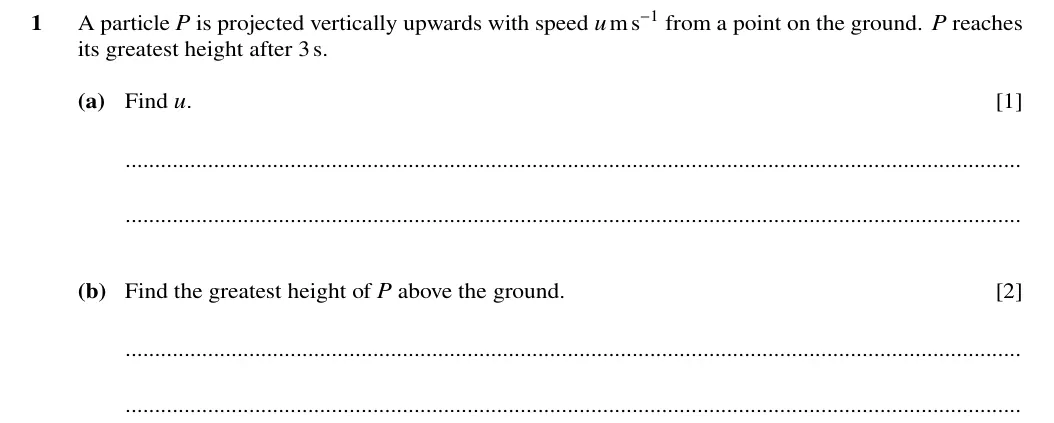 1 A particle P is projected vertically upwards with speed u m s⁻¹ from a point on the ground. P reaches
its greatest height after 3 s.
(a) Find u. [1]
................................................................................................................................................
................................................................................................................................................
(b) Find the greatest height of P above the ground. [2]
................................................................................................................................................
................................................................................................................................................